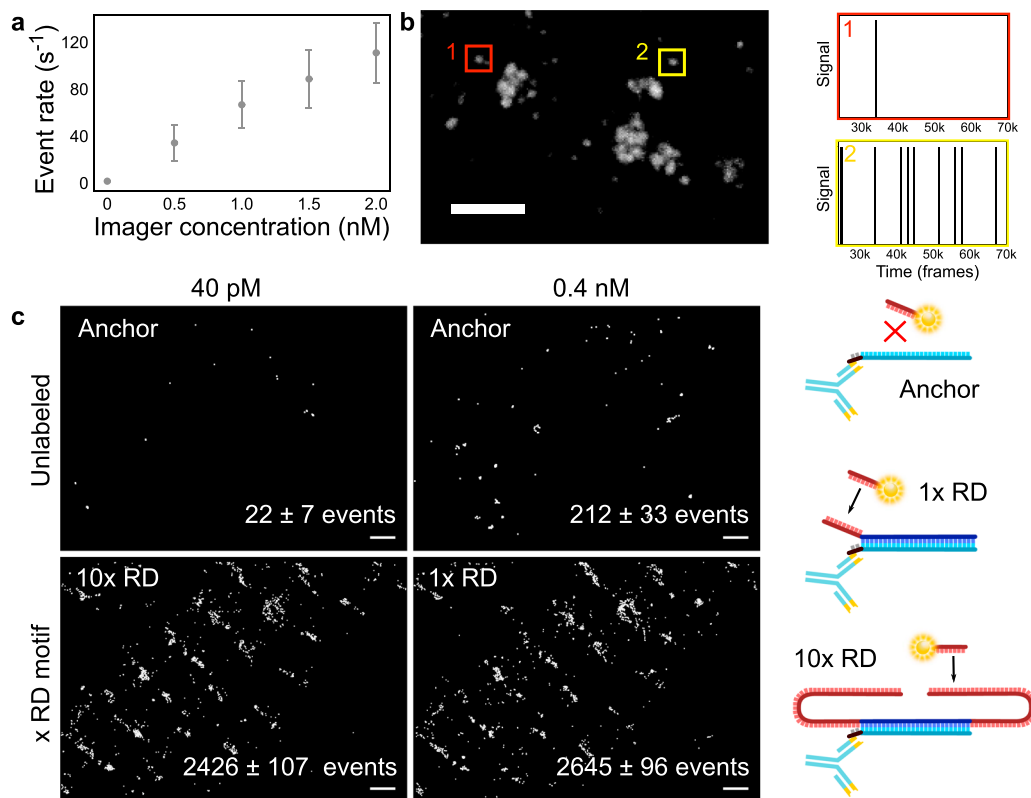 a
Event rate (s⁻¹)
120
80
40
0
0 0.5 1.0 1.5 2.0
Imager concentration (nM)
b
1
2
Signal
1
30k 40k 50k 60k 70k
Signal
2
30k 40k 50k 60k 70k
Time (frames)
c
40 pM
0.4 nM
Unlabeled
Anchor
22 ± 7 events
Anchor
212 ± 33 events
Anchor
x RD motif
10x RD
2426 ± 107 events
1x RD
2645 ± 96 events
1x RD
10x RD